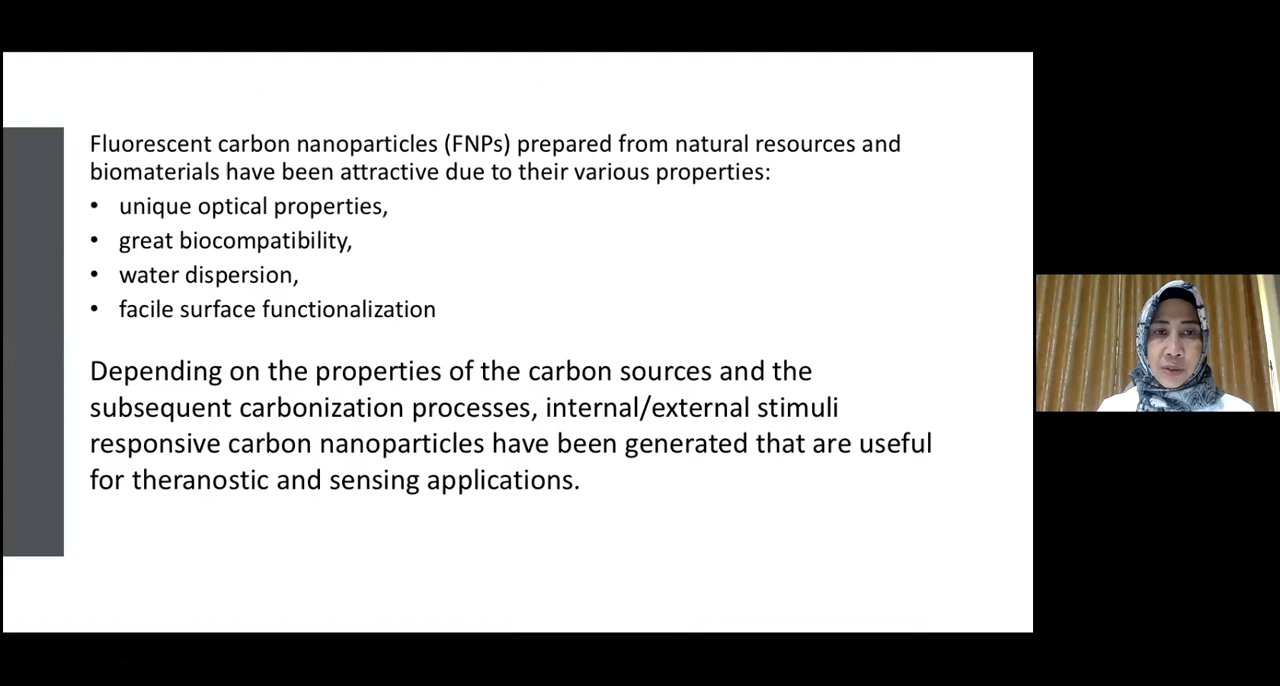 Fluorescent carbon nanoparticles (FNPs) prepared from natural resources and
biomaterials have been attractive due to their various properties:
• unique optical properties,
• great biocompatibility,
• water dispersion,
• facile surface functionalization
Depending on the properties of the carbon sources and the
subsequent carbonization processes, internal/external stimuli
responsive carbon nanoparticles have been generated that are useful
for theranostic and sensing applications.